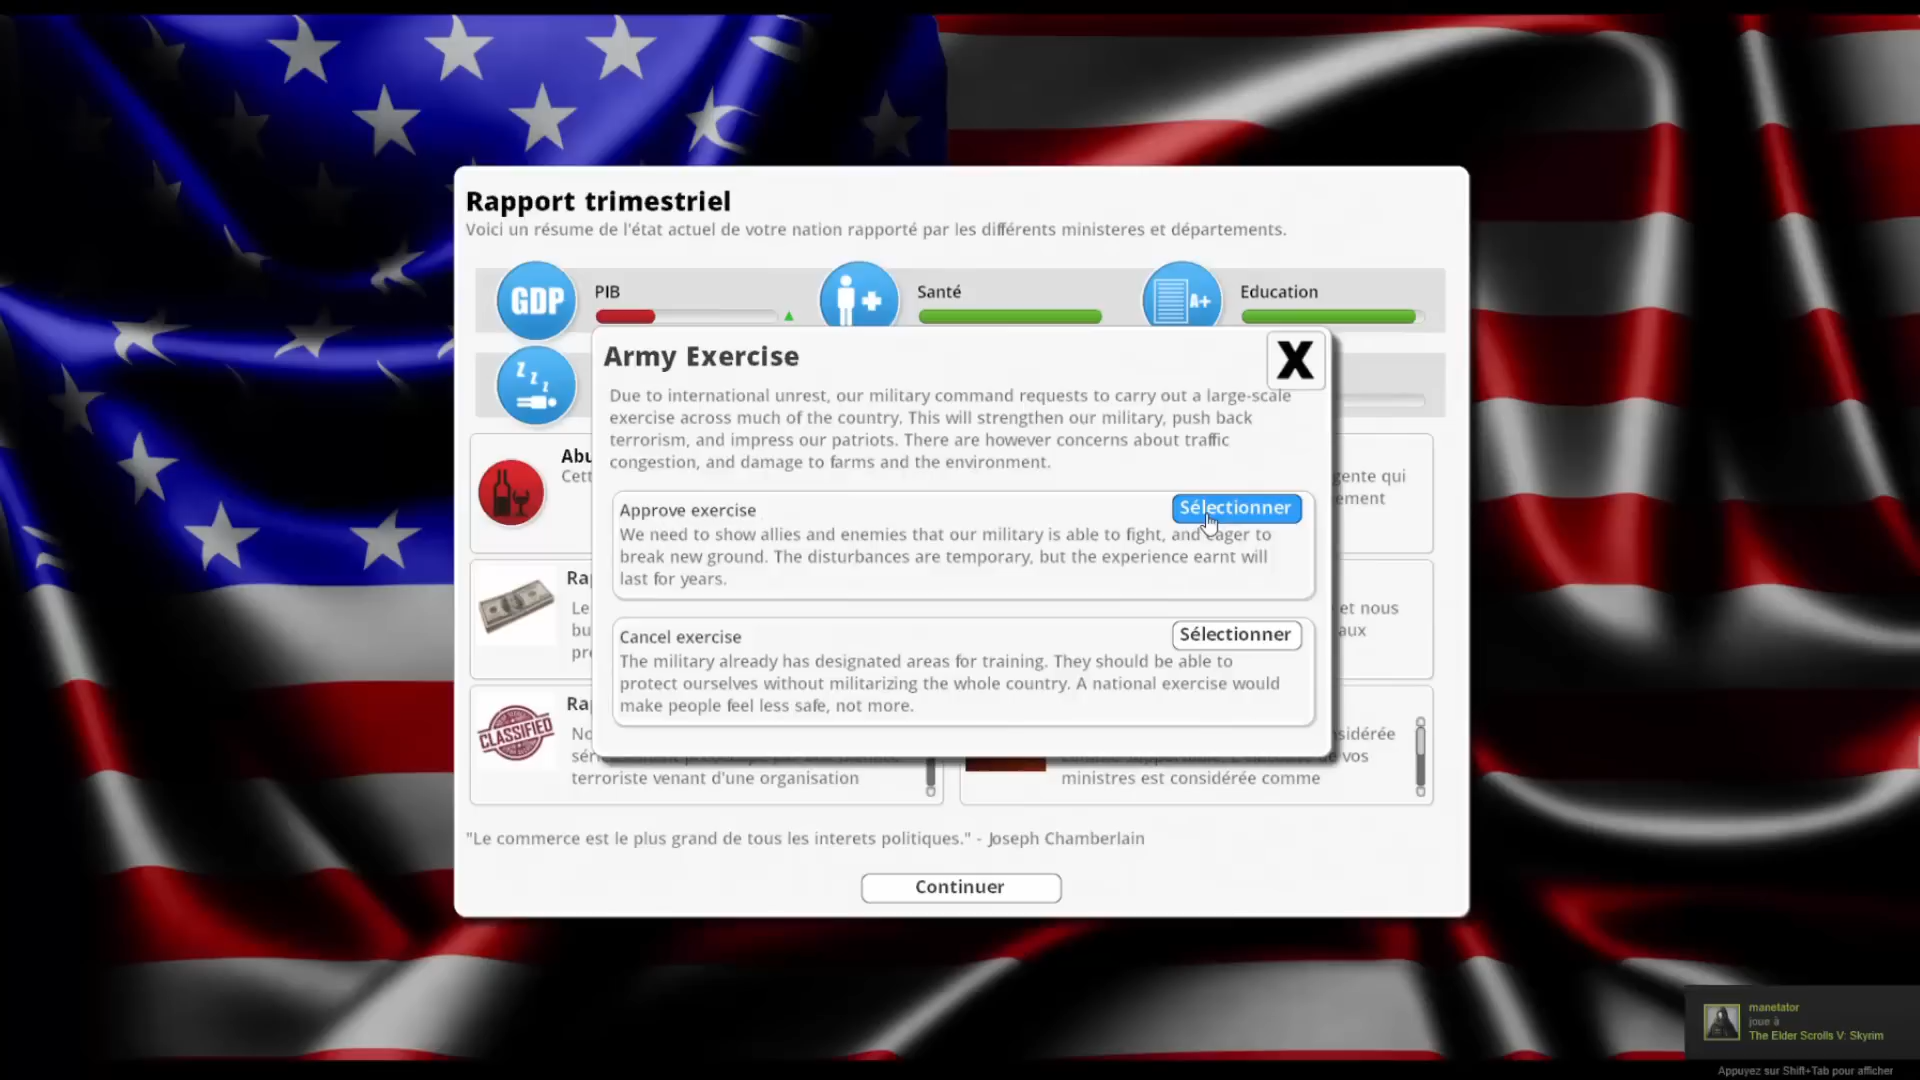 Rapport trimestriel
Voici un résume de l'état actuel de votre nation rapporté par les différents ministeres et départements.
GDP
PIB
Santé
A+
Education
z z z
Army Exercise
X
Due to international unrest, our military command requests to carry out a large-scale
exercise across much of the country. This will strengthen our military, push back
terrorism, and impress our patriots. There are however concerns about traffic
congestion, and damage to farms and the environment.
Approve exercise
Sélectionner
We need to show allies and enemies that our military is able to fight, and eager to
break new ground. The disturbances are temporary, but the experience earnt will
last for years.
Cancel exercise
Sélectionner
The military already has designated areas for training. They should be able to
protect ourselves without militarizing the whole country. A national exercise would
make people feel less safe, not more.
Abu
Cett
gente qui
ement
Ra
Le
bu
pr
et nous
aux
CLASSIFIED
Ra
No
sér
terroriste venant d'une organisation
nsidérée
de vos
ministres est considérée comme
"Le commerce est le plus grand de tous les interets politiques." - Joseph Chamberlain
Continuer
manetator
joue à
The Elder Scrolls V: Skyrim
Appuyez sur Shift+Tab pour afficher